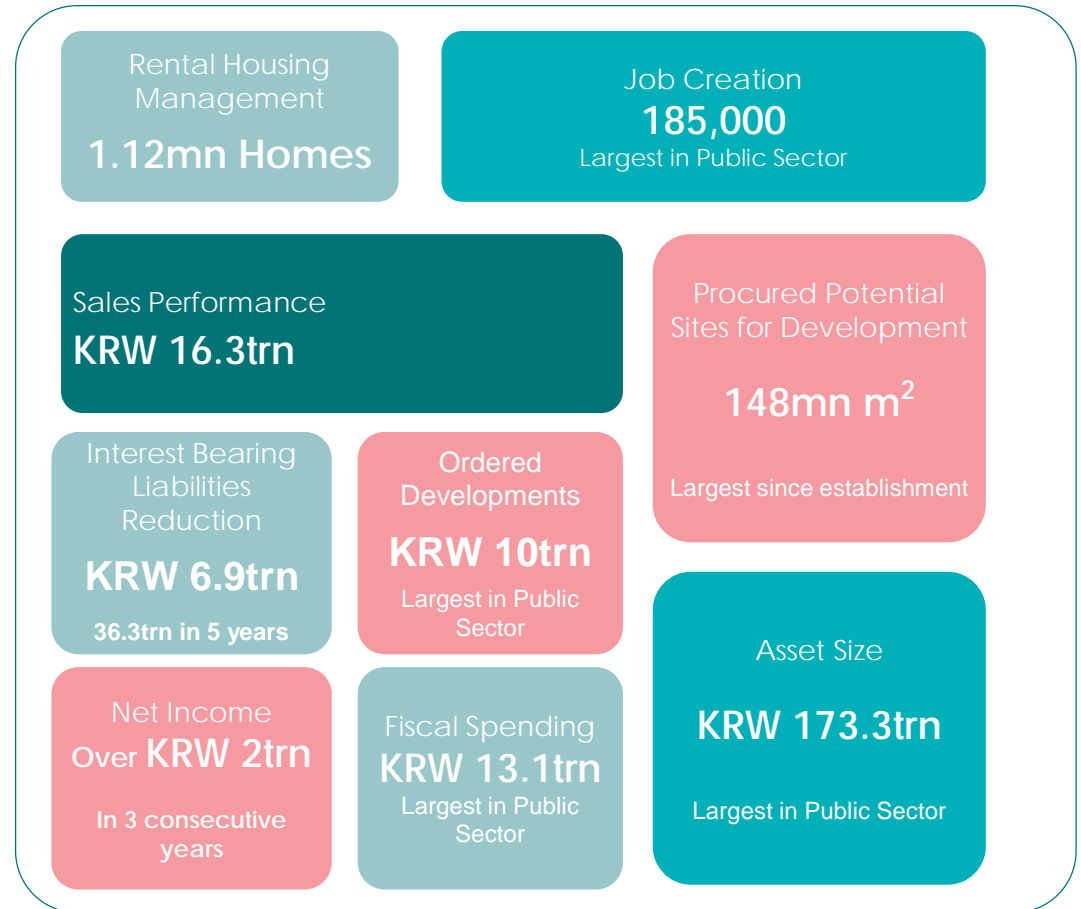 Rental Housing
Management
1.12mn Homes
Job Creation
185,000
Largest in Public Sector
Sales Performance
KRW 16.3trn
Procured Potential
Sites for Development
148mn m²
Largest since establishment
Interest Bearing
Liabilities
Reduction
KRW 6.9trn
36.3trn in 5 years
Ordered
Developments
KRW 10trn
Largest in Public
Sector
Asset Size
KRW 173.3trn
Largest in Public Sector
Net Income
Over KRW 2trn
In 3 consecutive
years
Fiscal Spending
KRW 13.1trn
Largest in Public
Sector